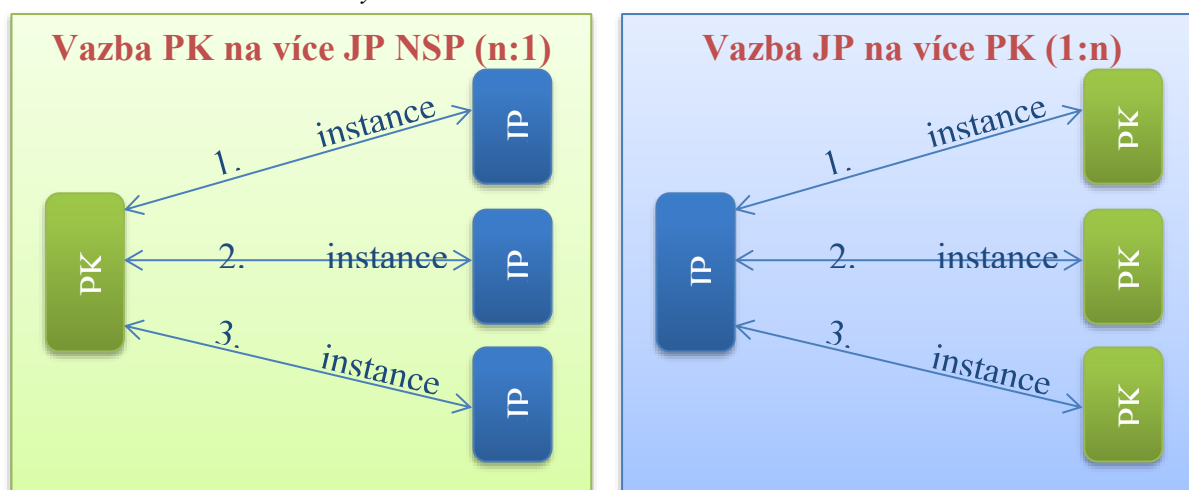 Vazba PK na více JP NSP (n:1)
1. instance
2. instance
3. instance
PK
JP
JP
JP
Vazba JP na více PK (1:n)
1. instance
2. instance
3. instance
JP
PK
PK
PK